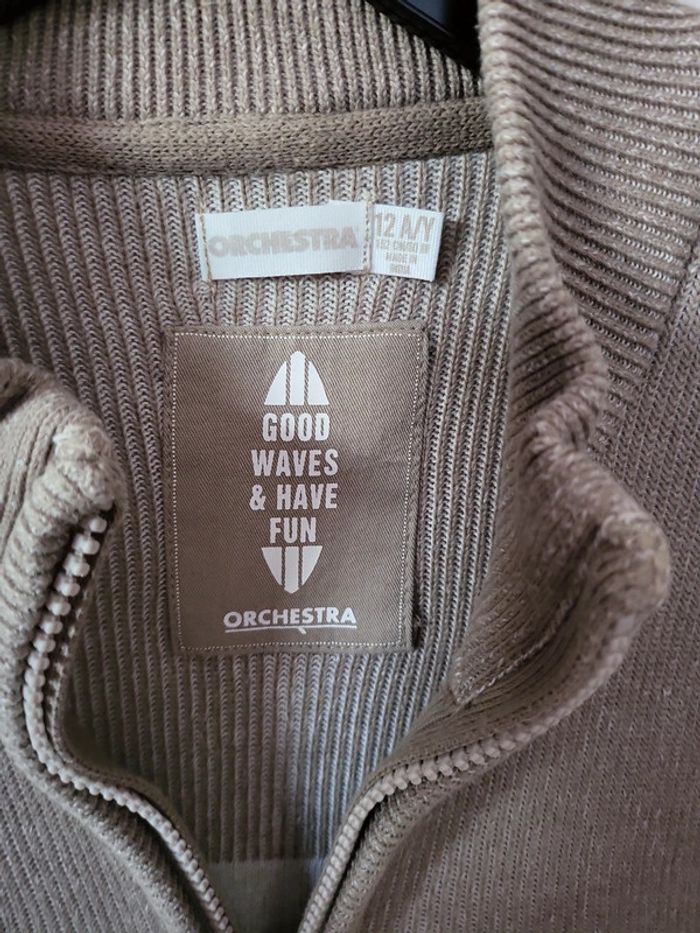 ORCHESTRA
12 A/Y
MADE IN
INDIA
GOOD
WAVES
& HAVE
FUN
ORCHESTRA